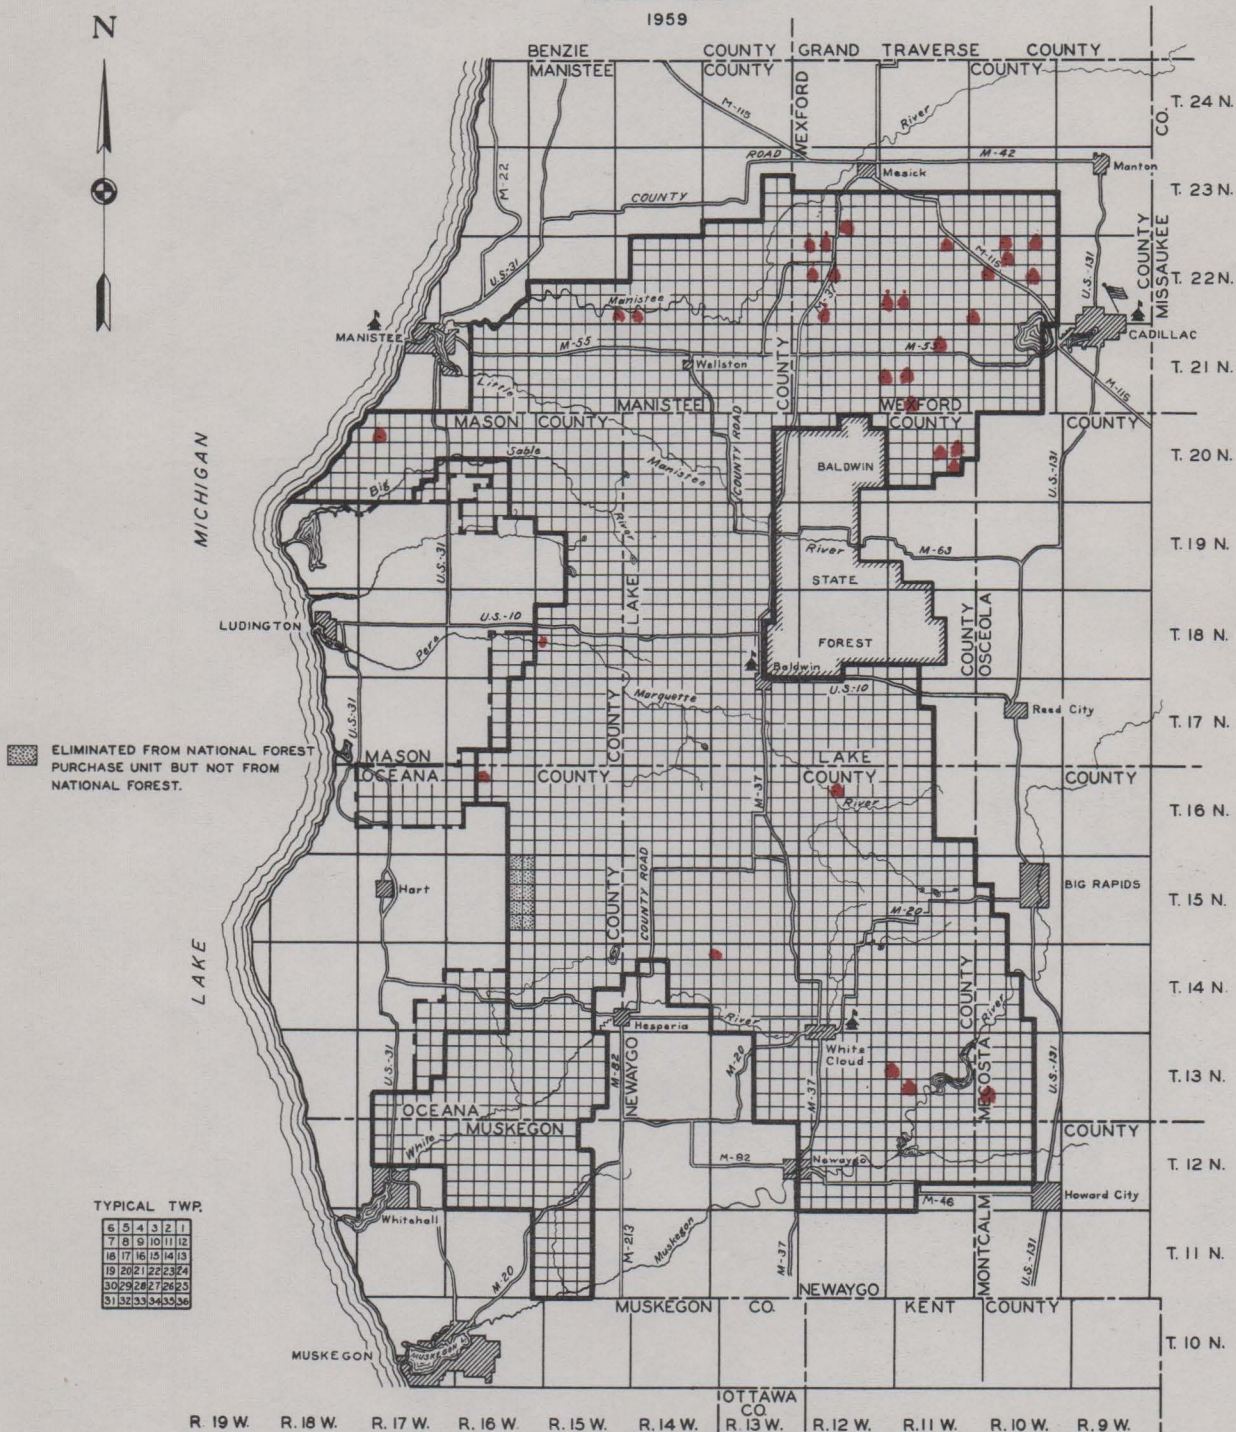 1959
N
BENZIE COUNTY GRAND TRAVERSE COUNTY
MANISTEE COUNTY COUNTY
WEXFORD
CO.
T. 24 N.
M-115
River
ROAD M-42
Mesick
Manton
M-22
T. 23 N.
COUNTY
COUNTY
MISSAUKEE
U.S.-31
M-115
U.S.-131
T. 22 N.
Manistee
M-37
MANISTEE
CADILLAC
M-55
M-55
Wellston
COUNTY
T. 21 N.
Little
M-115
MANISTEE WEXFORD
MASON COUNTY COUNTY COUNTY
COUNTY ROAD
MICHIGAN
Sable
Big
Manistee
BALDWIN
T. 20 N.
U.S.-131
River
U.S.-31
River
M-63
T. 19 N.
LAKE
STATE
LUDINGTON
U.S.-10
Pere
FOREST
COUNTY
OSCEOLA
T. 18 N.
Baldwin
U.S.-10
Marquette
COUNTY
U.S.-31
Reed City
T. 17 N.
ELIMINATED FROM NATIONAL FOREST
PURCHASE UNIT BUT NOT FROM
NATIONAL FOREST.
MASON LAKE
OCEANA COUNTY COUNTY COUNTY
M-37
River
T. 16 N.
COUNTY
COUNTY ROAD
Hart
BIG RAPIDS
M-20
T. 15 N.
LAKE
COUNTY
River
T. 14 N.
Hesperia
River
White
Cloud
U.S.-31
M-82
NEWAYGO
M-20
M-37
MECOSTA
U.S.-131
T. 13 N.
OCEANA
MUSKEGON COUNTY
White
M-82
Newaygo
T. 12 N.
TYPICAL TWP.
6 5 4 3 2 1
7 8 9 10 11 12
18 17 16 15 14 13
19 20 21 22 23 24
30 29 28 27 26 25
31 32 33 34 35 36
Whitehall
M-46
Howard City
M-213
Muskegon
M-37
MONTCALM
U.S.-131
T. 11 N.
M-20
NEWAYGO
MUSKEGON CO. KENT COUNTY
MUSKEGON
MUSKEGON L.
T. 10 N.
OTTAWA
CO.
R. 19 W. R. 18 W. R. 17 W. R. 16 W. R. 15 W. R. 14 W. R. 13 W. R. 12 W. R. 11 W. R. 10 W. R. 9 W.